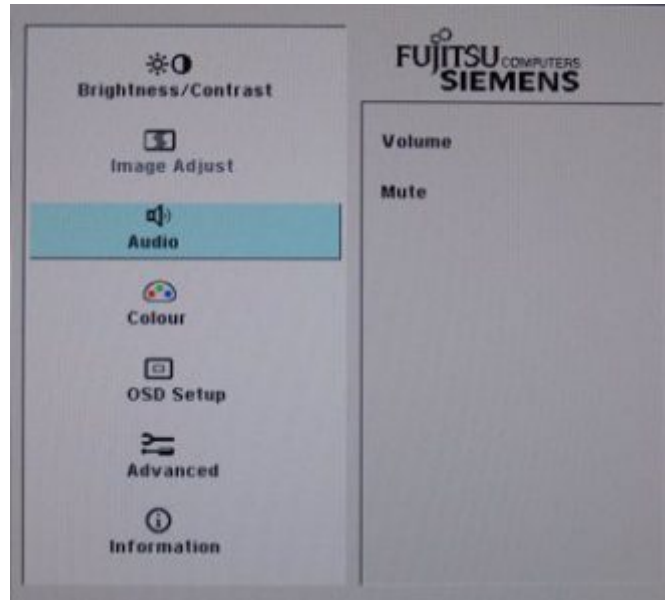 Brightness/Contrast
Image Adjust
Audio
Colour
OSD Setup
Advanced
Information
FUJITSU COMPUTERS
SIEMENS
Volume
Mute